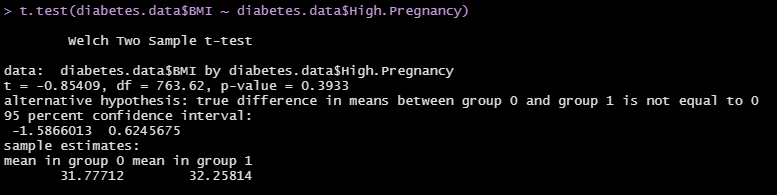 > t.test(diabetes.data$BMI ~ diabetes.data$High.Pregnancy)
Welch Two Sample t-test
data:  diabetes.data$BMI by diabetes.data$High.Pregnancy
t = -0.85409, df = 763.62, p-value = 0.3933
alternative hypothesis: true difference in means between group 0 and group 1 is not equal to 0
95 percent confidence interval:
 -1.5866013  0.6245675
sample estimates:
mean in group 0 mean in group 1
       31.77712        32.25814